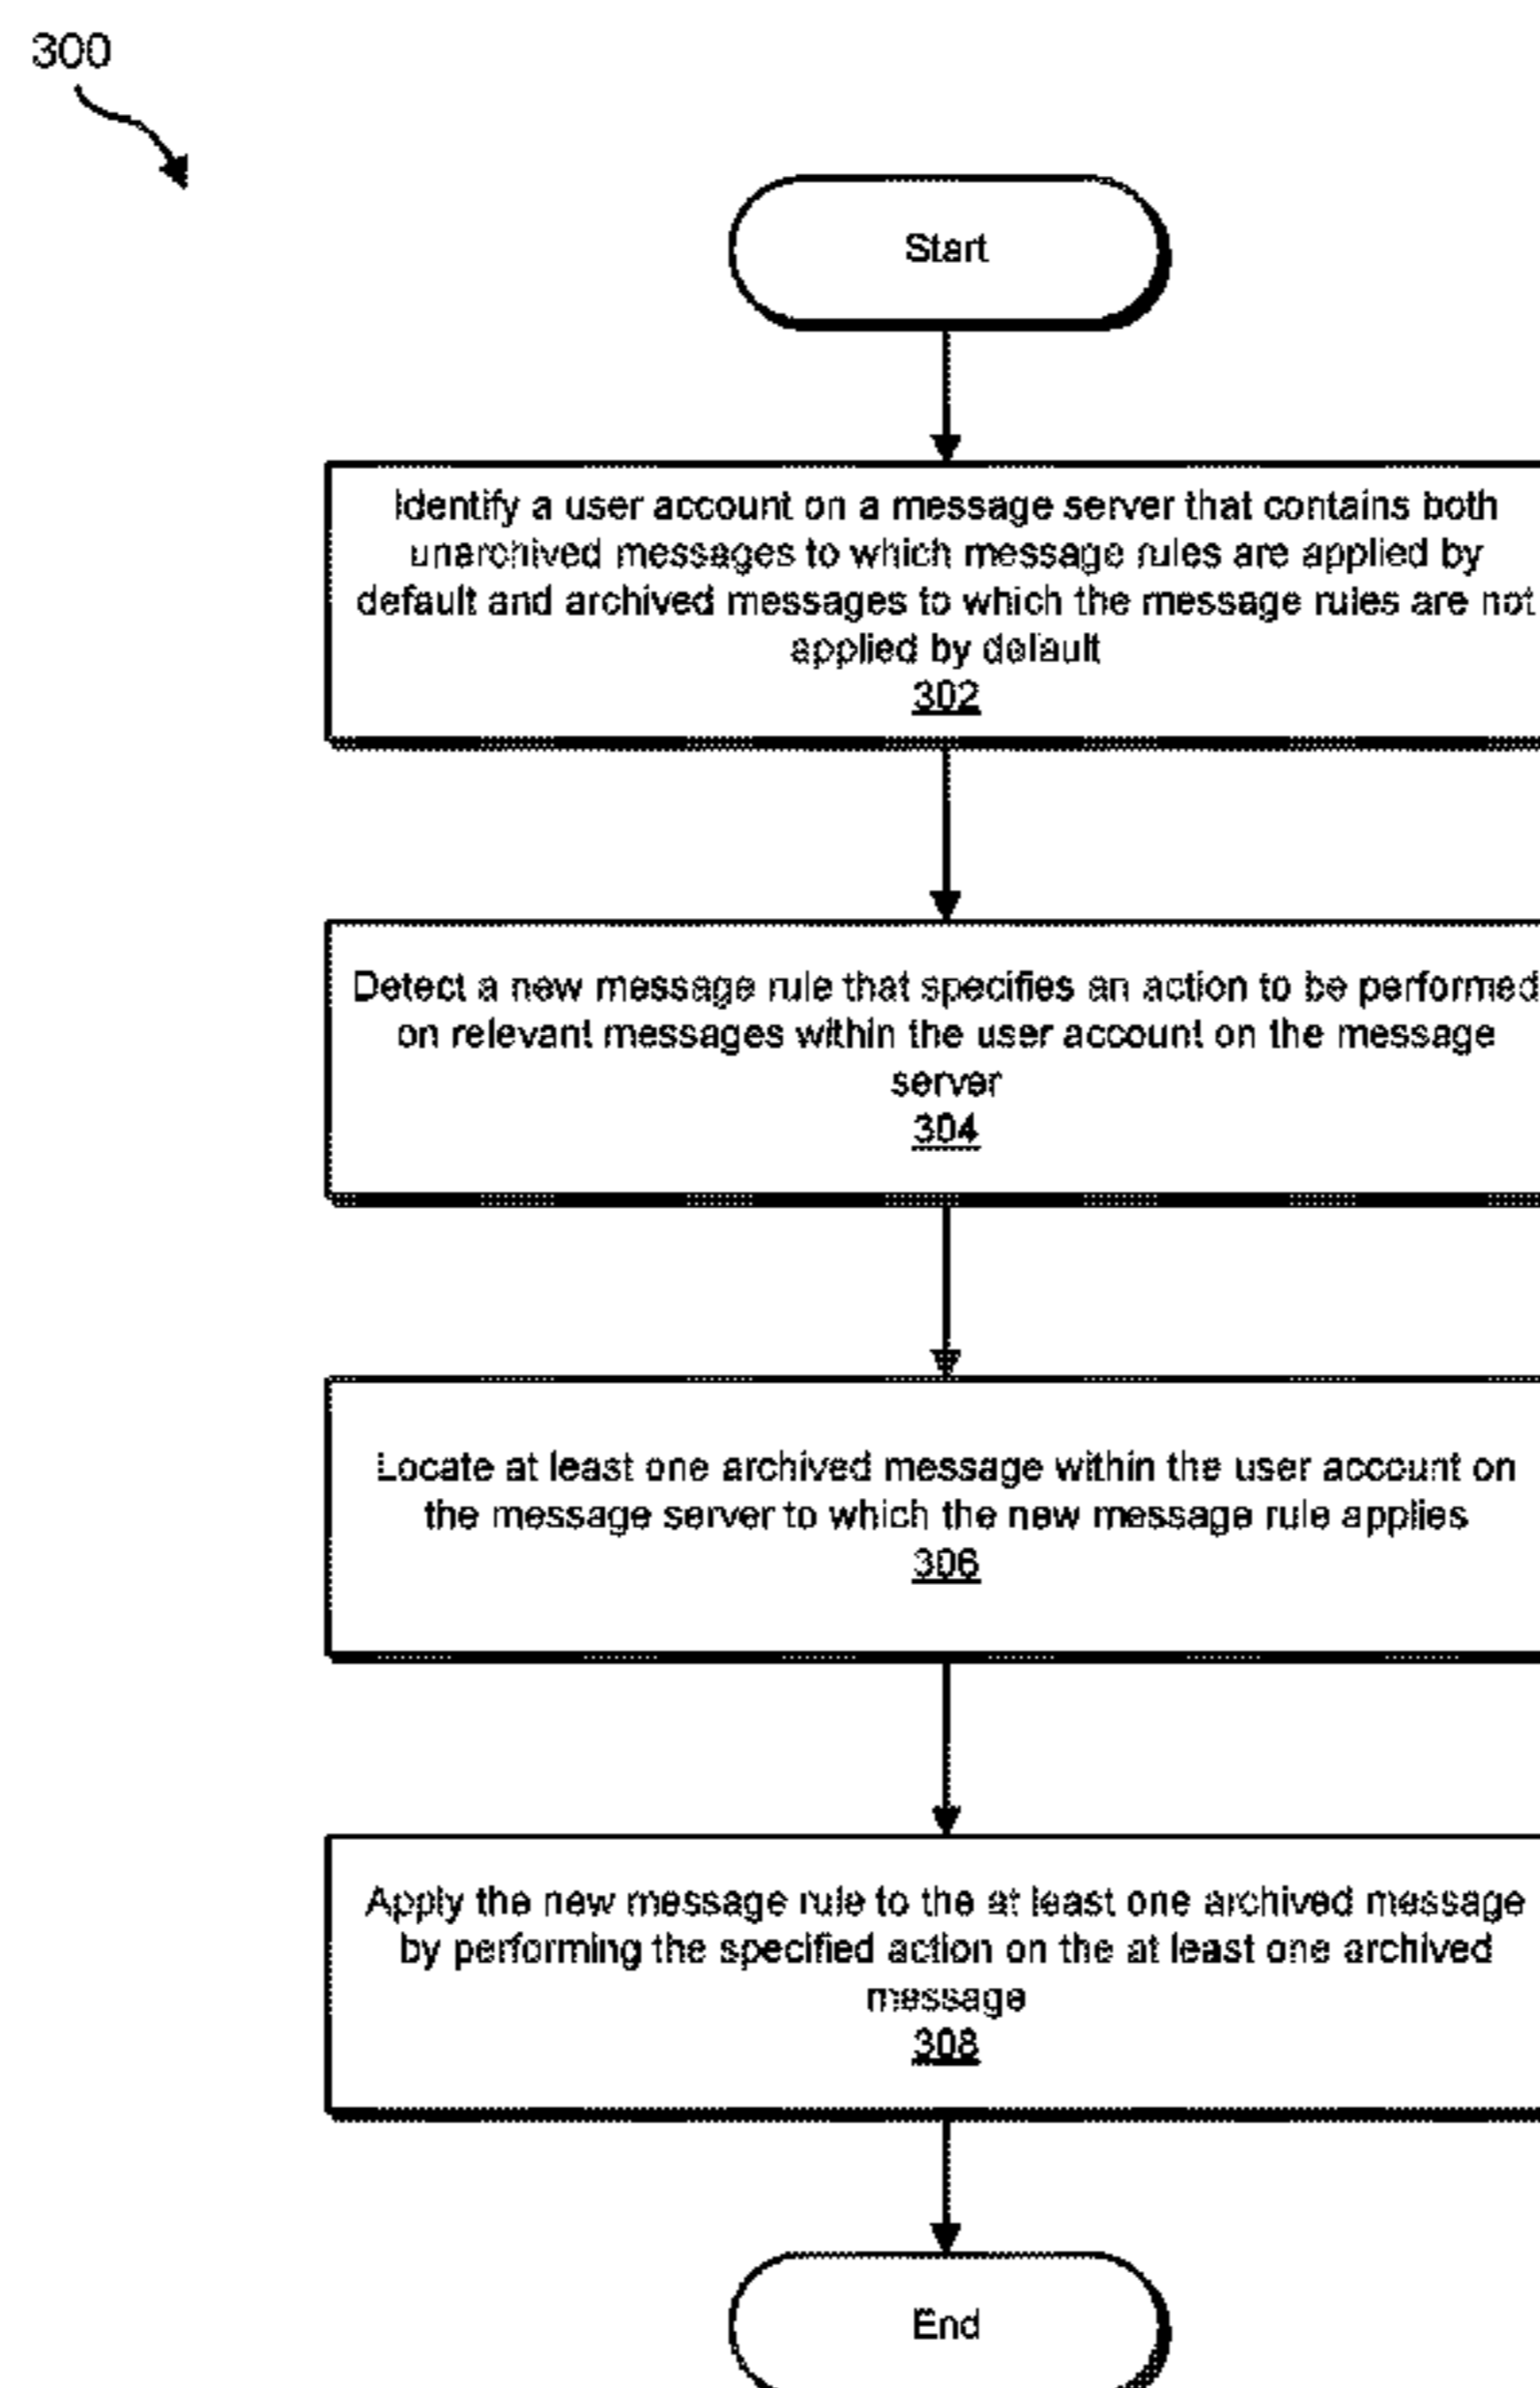 300
Start
Identify a user account on a message server that contains both
unarchived messages to which message rules are applied by
default and archived messages to which the message rules are not
applied by default
302
Detect a new message rule that specifies an action to be performed
on relevant messages within the user account on the message
server
304
Locate at least one archived message within the user account on
the message server to which the new message rule applies
306
Apply the new message rule to the at least one archived message
by performing the specified action on the at least one archived
message
308
End